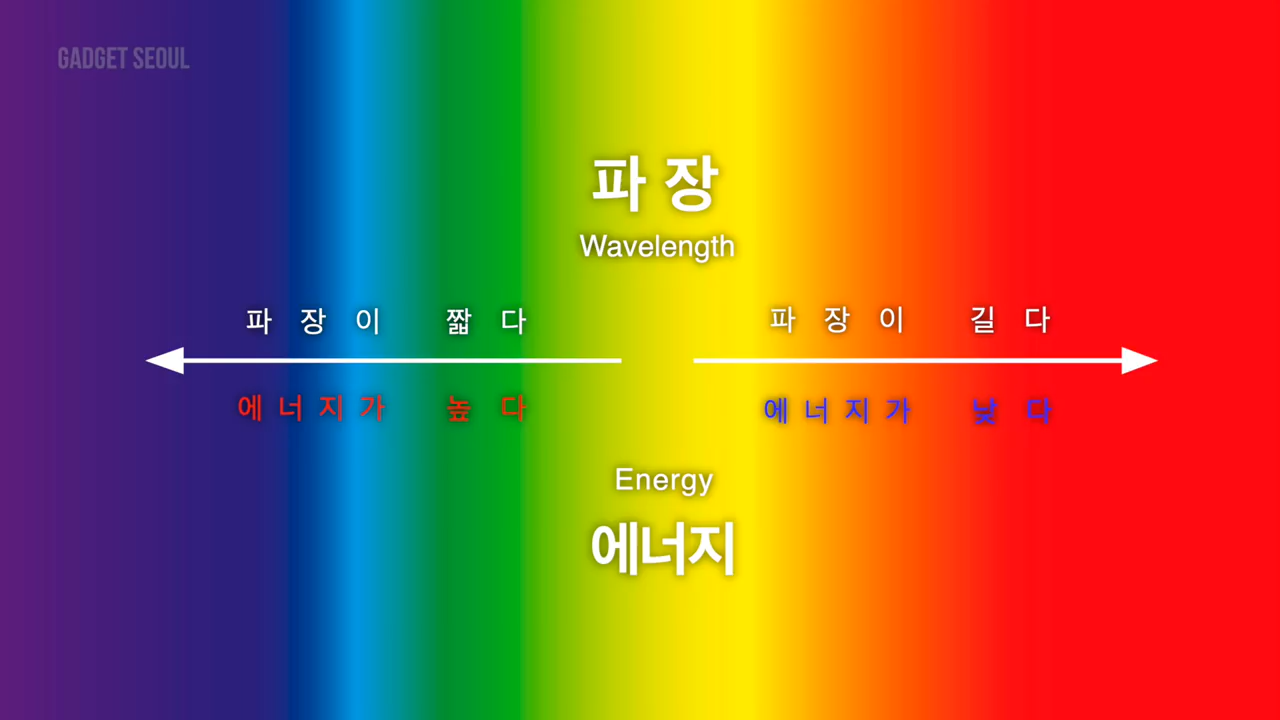 GADGET SEOUL
파장
Wavelength
파장이 짧다
파장이 길다
에너지가 높다
에너지가 낮다
Energy
에너지